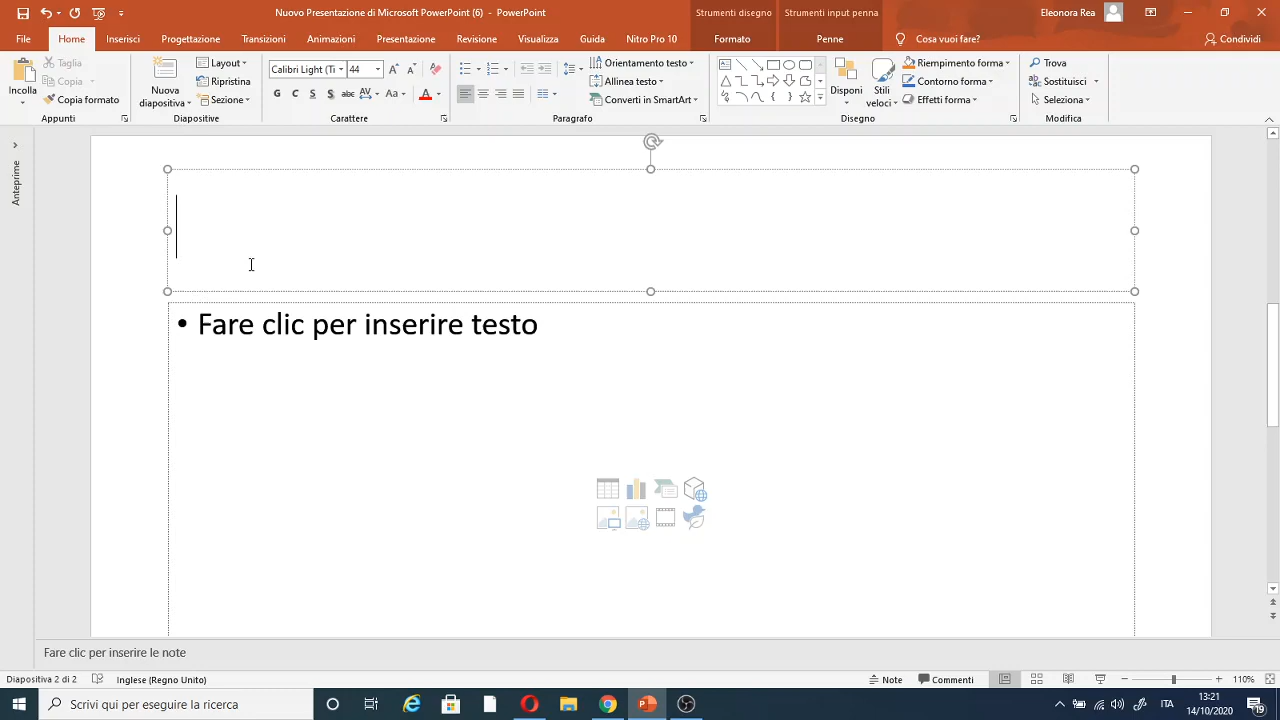 Nuovo Presentazione di Microsoft PowerPoint (6) - PowerPoint
Strumenti disegno
Strumenti input penna
Eleonora Rea
File
Home
Inserisci
Progettazione
Transizioni
Animazioni
Presentazione
Revisione
Visualizza
Guida
Nitro Pro 10
Formato
Penne
Cosa vuoi fare?
Condividi
Incolla
Taglia
Copia
Copia formato
Appunti
Nuova
diapositiva
Layout
Ripristina
Sezione
Diapositive
Calibri Light (Ti
44
G C S S abc AV Aa A
Carattere
Orientamento testo
Allinea testo
Converti in SmartArt
Paragrafo
Disponi
Stili
veloci
Riempimento forma
Contorno forma
Effetti forma
Disegno
Trova
Sostituisci
Seleziona
Modifica
Anteprime
• Fare clic per inserire testo
Fare clic per inserire le note
Diapositiva 2 di 2
Inglese (Regno Unito)
Note
Commenti
110%
Scrivi qui per eseguire la ricerca
ITA
13:21
14/10/2020